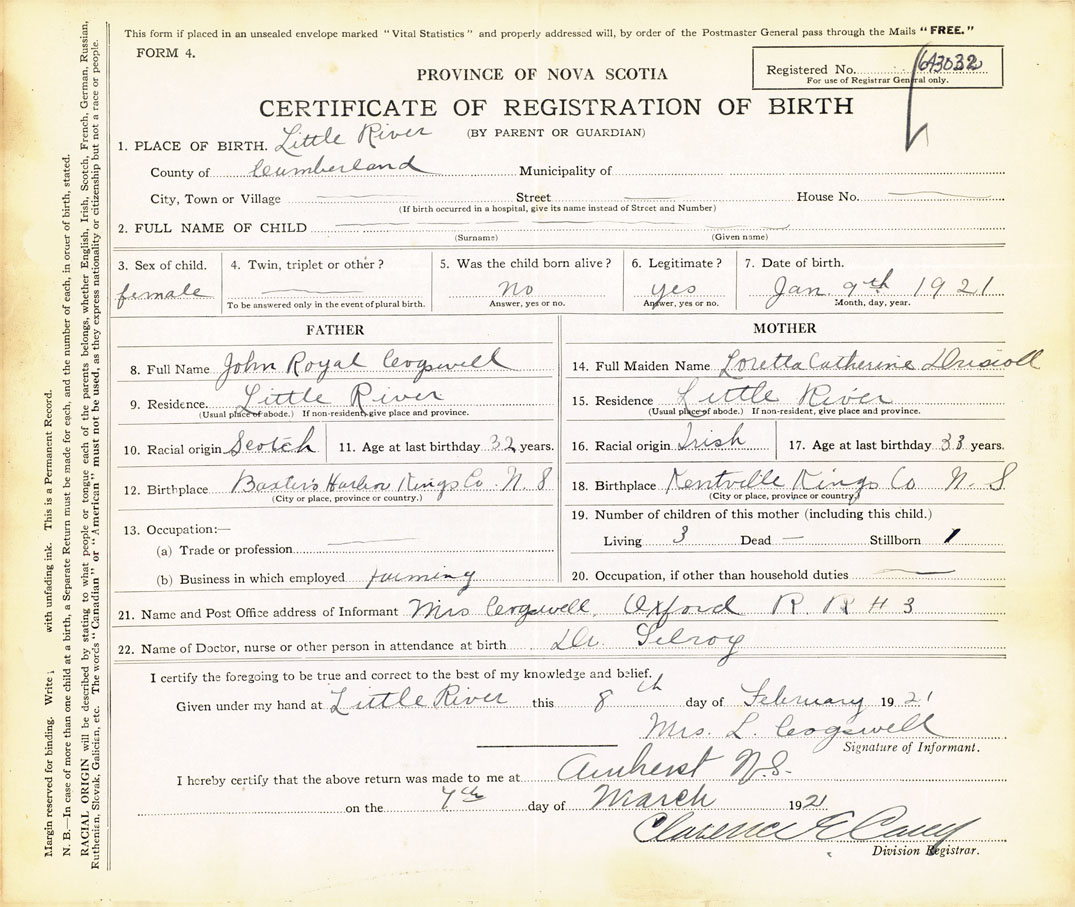 This form if placed in an unsealed envelope marked "Vital Statistics" and properly addressed will, by order of the Postmaster General pass through the Mails "FREE."
FORM 4.
Registered No.
For use of Registrar General only.
PROVINCE OF NOVA SCOTIA
CERTIFICATE OF REGISTRATION OF BIRTH
(BY PARENT OR GUARDIAN)
1. PLACE OF BIRTH. Little River
County of Cumberland Municipality of
City, Town or Village Street House No.
(If birth occurred in a hospital, give its name instead of Street and Number)
2. FULL NAME OF CHILD
(Surname) (Given name)
3. Sex of child. 4. Twin, triplet or other? 5. Was the child born alive? 6. Legitimate? 7. Date of birth.
female — no yes Jan. 9th 1921
To be answered only in the event of plural birth. Answer, yes or no. Answer, yes or no. Month, day, year.
FATHER
8. Full Name John Royal Cogswell
9. Residence. Little River
(Usual place of abode.) If non-resident, give place and province.
10. Racial origin Scotch 11. Age at last birthday 32 years.
12. Birthplace Baxter's Harbor Kings Co. N. S
(City or place, province or country.)
13. Occupation:—
(a) Trade or profession
(b) Business in which employed farming
MOTHER
14. Full Maiden Name Loretta Catherine Driscoll
15. Residence Little River
(Usual place of abode.) If non-resident, give place and province.
16. Racial origin Irish 17. Age at last birthday 33 years.
18. Birthplace Kentville Kings Co N. S
(City or place, province or country.)
19. Number of children of this mother (including this child.)
Living 3 Dead — Stillborn 1
20. Occupation, if other than household duties —
21. Name and Post Office address of Informant Mrs Cogswell, Oxford R. R # 3
22. Name of Doctor, nurse or other person in attendance at birth Dr. Gilroy
I certify the foregoing to be true and correct to the best of my knowledge and belief.
Given under my hand at Little River this 8th day of February 1921
Mrs. L. Cogswell
Signature of Informant.
I hereby certify that the above return was made to me at Amherst N.S.
on the 7th day of March 1921
Clarence E
Division Registrar.
Margin reserved for binding. Write with unfading ink. This is a Permanent Record.
N. B.—In case of more than one child at a birth, a Separate Return must be made for each, and the number of each, in order of birth, stated.
RACIAL ORIGIN will be described by stating to what people or tongue each of the parents belongs, whether English, Irish, Scotch, French, German, Russian,
Ruthenian, Slovak, Galician, etc. The words "Canadian" or "American" must not be used, as they express nationality or citizenship but not a race or people.